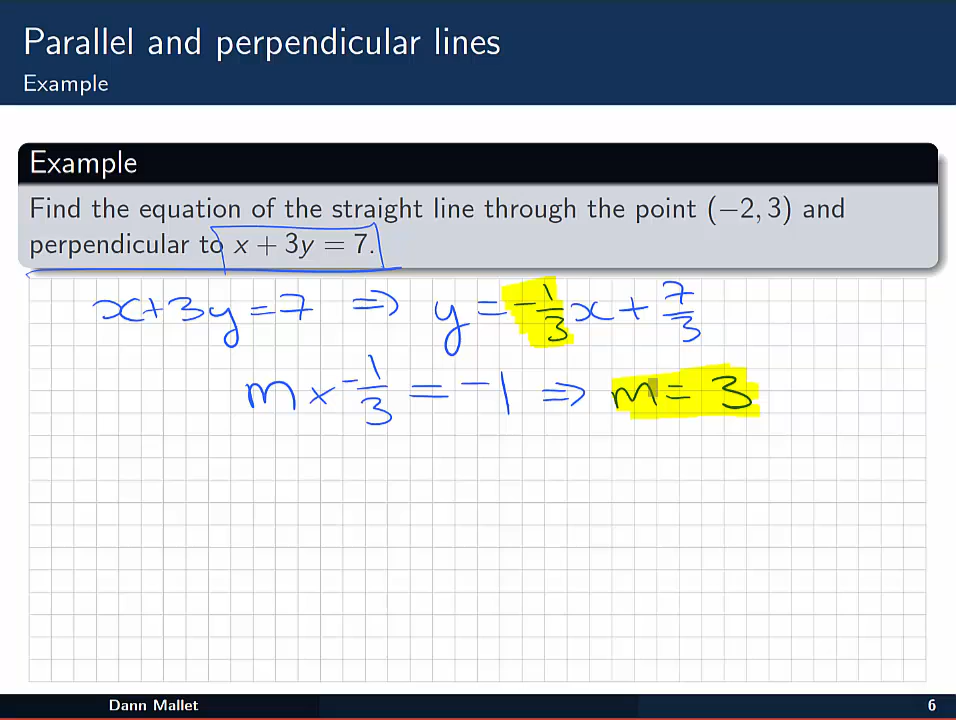 Parallel and perpendicular lines
Example
Example
Find the equation of the straight line through the point (−2, 3) and
perpendicular to x + 3y = 7.
x+3y=7 ⇒ y = -1/3 x + 7/3
m × -1/3 = -1 ⇒ m = 3
Dann Mallet 6